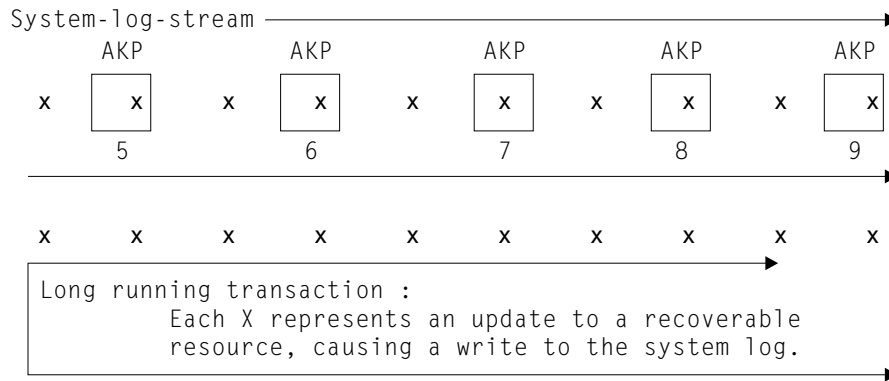 System-log-stream
AKP AKP AKP AKP AKP
x x x x x x x x x x
5 6 7 8 9
x x x x x x x x x x
Long running transaction :
Each X represents an update to a recoverable
resource, causing a write to the system log.